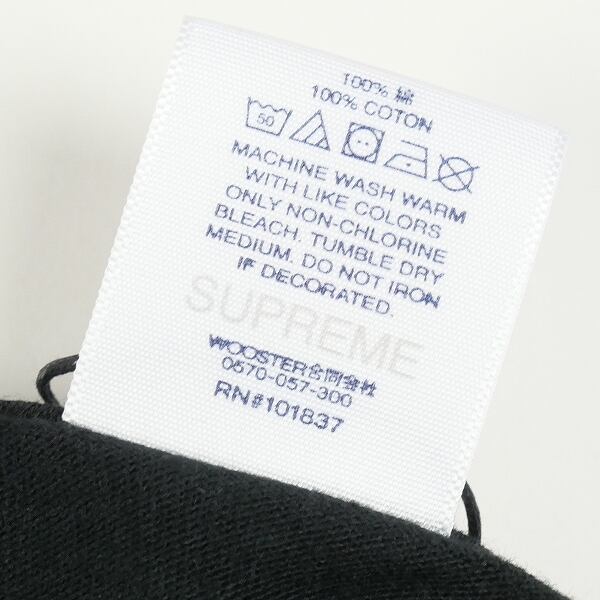 100% 綿
100% COTON
50
MACHINE WASH WARM
WITH LIKE COLORS
ONLY NON-CHLORINE
BLEACH. TUMBLE DRY
MEDIUM. DO NOT IRON
IF DECORATED.
SUPREME
WOOSTER合同会社
0570-057-300
RN#101837